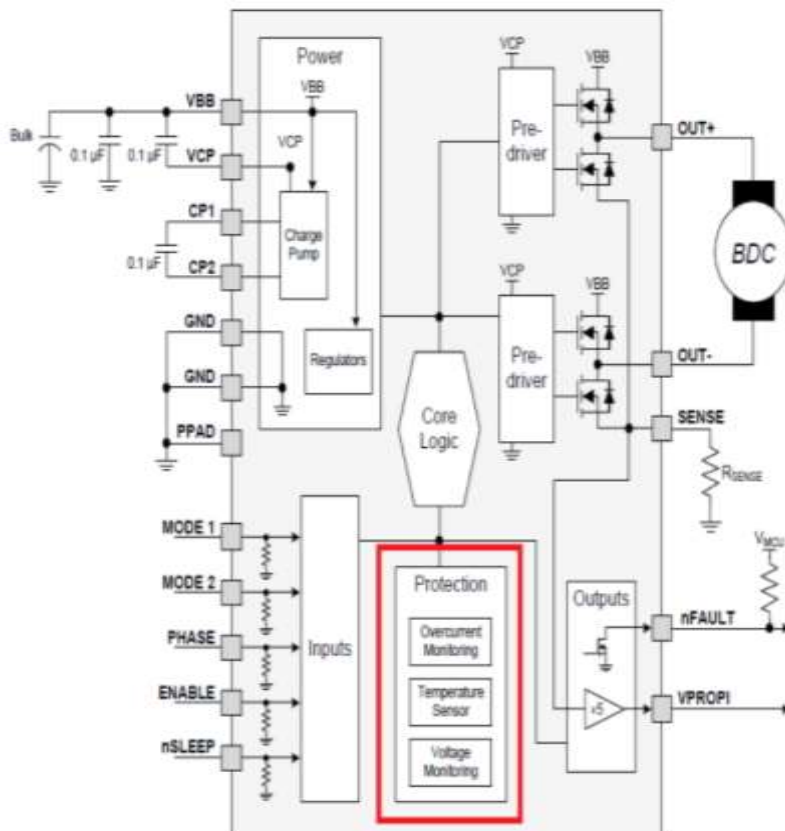 Power
VBB
VCP
VBB
VBB
VBB
Bulk
0.1 µF
0.1 µF
VCP
VCP
Pre-
driver
OUT+
CP1
Charge
Pump
0.1 µF
CP2
BDC
VCP
VBB
GND
Regulators
Pre-
driver
OUT-
GND
Core
Logic
SENSE
PPAD
RSENSE
MODE 1
VMCU
MODE 2
Protection
Outputs
nFAULT
PHASE
Inputs
Overcurrent
Monitoring
ENABLE
Temperature
Sensor
x5
VPROPI
nSLEEP
Voltage
Monitoring